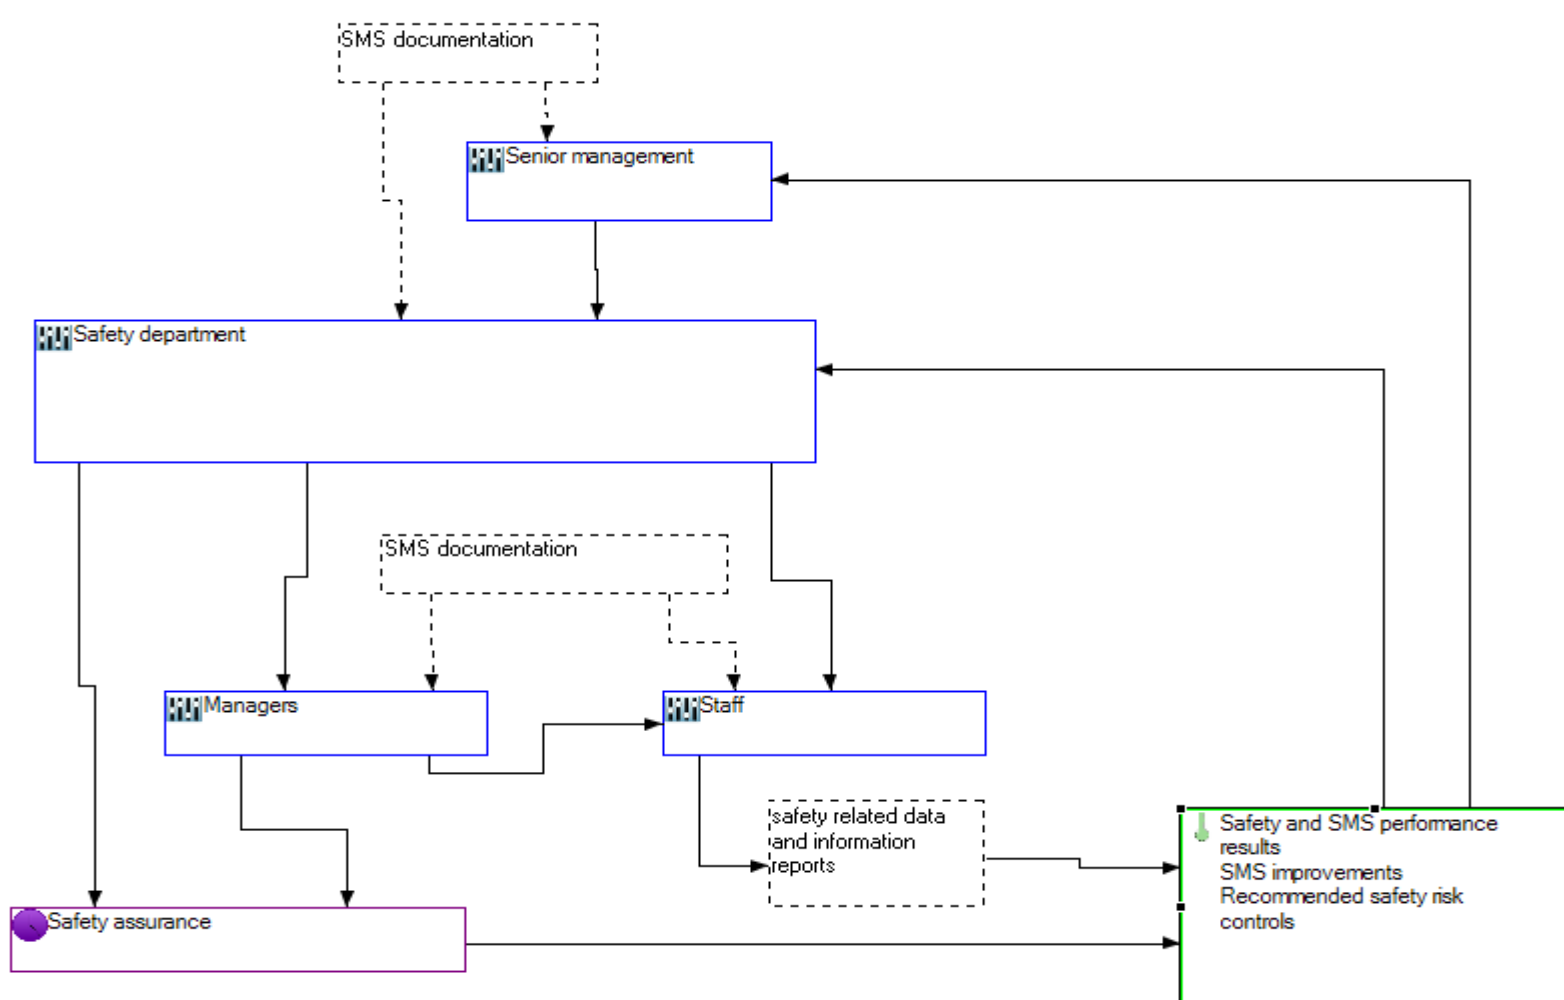 SMS documentation
Senior management
Safety department
SMS documentation
Managers
Staff
safety related data
and information
reports
Safety and SMS performance
results
SMS improvements
Recommended safety risk
controls
Safety assurance